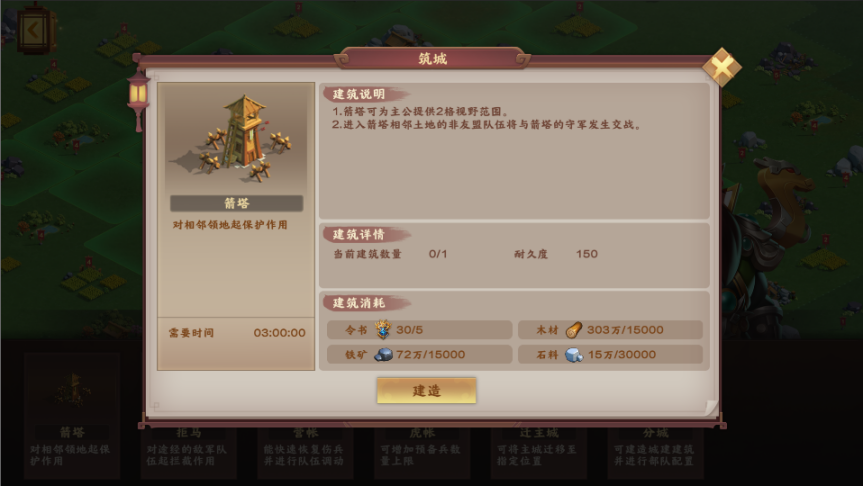 筑城
箭塔
对相邻领地起保护作用
需要时间 03:00:00
建筑说明
1.箭塔可为主公提供2格视野范围。
2.进入箭塔相邻土地的非友盟队伍将与箭塔的守军发生交战。
建筑详情
当前建筑数量 0/1 耐久度 150
建筑消耗
令书 30/5 木材 303万/15000
铁矿 72万/15000 石料 15万/30000
建造
箭塔 拒马 营帐 虎帐 迁主城 分城
对相邻领地起保
护作用
对途经的敌军队
伍起拦截作用
能快速恢复伤兵
并进行队伍调动
可增加预备兵数
量上限
可将主城迁移至
指定位置
可建造城建建筑
并进行部队配置